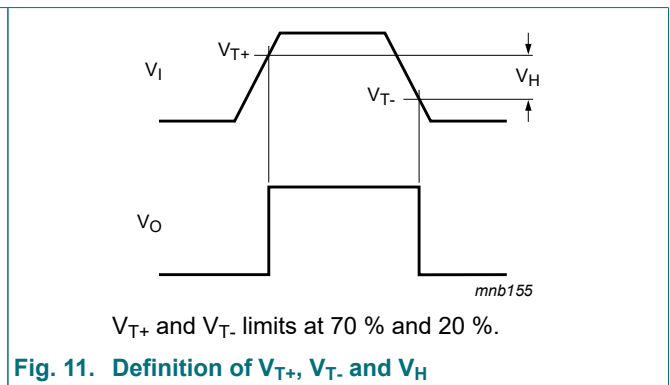 VT+
VI
VH
VT-
VO
mnb155
VT+ and VT- limits at 70 % and 20 %.
Fig. 11. Definition of VT+, VT- and VH